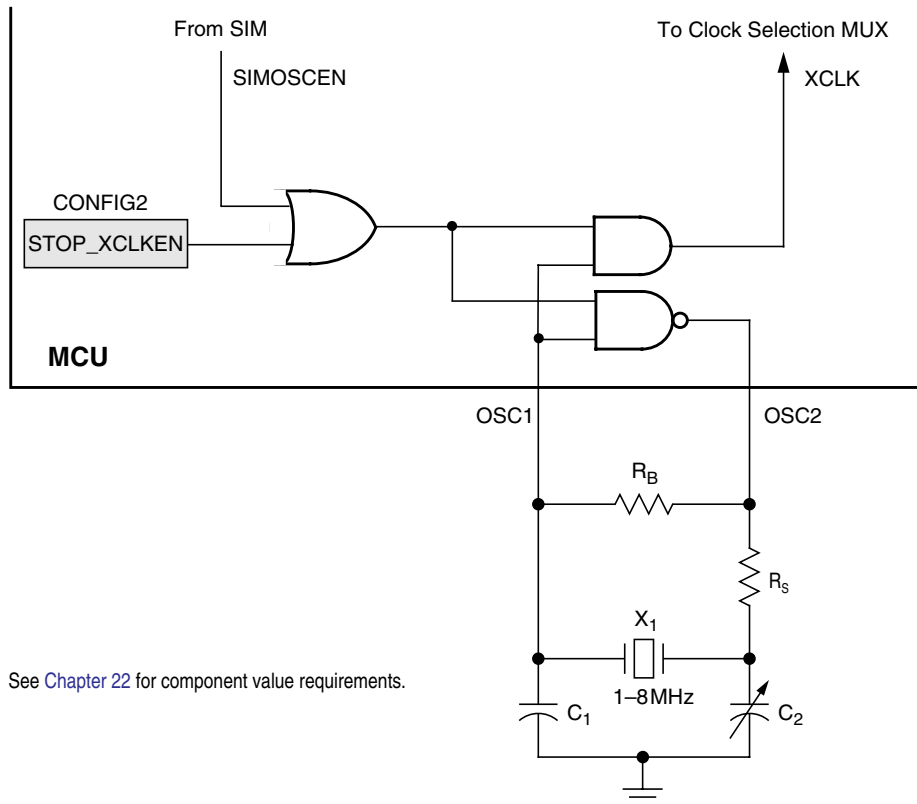 From SIM
To Clock Selection MUX
SIMOSCEN
XCLK
CONFIG2
STOP_XCLKEN
MCU
OSC1
OSC2
R_B
R_S
X_1
1–8MHz
C_1
C_2
See Chapter 22 for component value requirements.